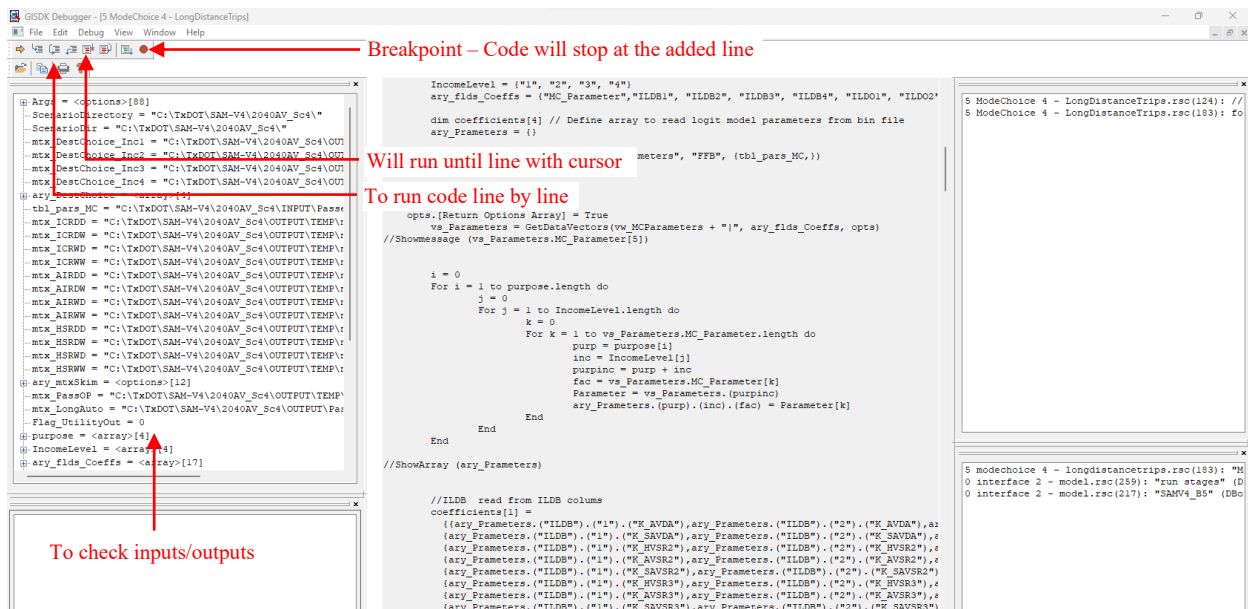 GISDK Debugger - [5 ModeChoice 4 - LongDistanceTrips]
File Edit Debug View Window Help
Breakpoint – Code will stop at the added line
Will run until line with cursor
To run code line by line
Args = <options>[88]
ScenarioDirectory = "C:\TxDOT\SAM-V4\2040AV_Sc4\"
ScenarioDir = "C:\TxDOT\SAM-V4\2040AV_Sc4\"
mtx_DestChoice_Inc1 = "C:\TxDOT\SAM-V4\2040AV_Sc4\OUT
mtx_DestChoice_Inc2 = "C:\TxDOT\SAM-V4\2040AV_Sc4\OUT
mtx_DestChoice_Inc3 = "C:\TxDOT\SAM-V4\2040AV_Sc4\OUT
mtx_DestChoice_Inc4 = "C:\TxDOT\SAM-V4\2040AV_Sc4\OUT
ary_DestChoice = <array>[4]
tbl_pars_MC = "C:\TxDOT\SAM-V4\2040AV_Sc4\INPUT\Passe
mtx_ICRDD = "C:\TxDOT\SAM-V4\2040AV_Sc4\OUTPUT\TEMP\
mtx_ICRDW = "C:\TxDOT\SAM-V4\2040AV_Sc4\OUTPUT\TEMP\
mtx_ICRWD = "C:\TxDOT\SAM-V4\2040AV_Sc4\OUTPUT\TEMP\
mtx_ICRWW = "C:\TxDOT\SAM-V4\2040AV_Sc4\OUTPUT\TEMP\
mtx_AIRDD = "C:\TxDOT\SAM-V4\2040AV_Sc4\OUTPUT\TEMP\
mtx_AIRDW = "C:\TxDOT\SAM-V4\2040AV_Sc4\OUTPUT\TEMP\
mtx_AIRWD = "C:\TxDOT\SAM-V4\2040AV_Sc4\OUTPUT\TEMP\
mtx_AIRWW = "C:\TxDOT\SAM-V4\2040AV_Sc4\OUTPUT\TEMP\
mtx_HSRDD = "C:\TxDOT\SAM-V4\2040AV_Sc4\OUTPUT\TEMP\
mtx_HSRDW = "C:\TxDOT\SAM-V4\2040AV_Sc4\OUTPUT\TEMP\
mtx_HSRWD = "C:\TxDOT\SAM-V4\2040AV_Sc4\OUTPUT\TEMP\
mtx_HSRWW = "C:\TxDOT\SAM-V4\2040AV_Sc4\OUTPUT\TEMP\
ary_mtxSkim = <options>[12]
mtx_PassOP = "C:\TxDOT\SAM-V4\2040AV_Sc4\OUTPUT\TEMP\
mtx_LongAuto = "C:\TxDOT\SAM-V4\2040AV_Sc4\OUTPUT\Pas
Flag_UtilityOut = 0
purpose = <array>[4]
IncomeLevel = <array>[4]
ary_flds_Coeffs = <array>[17]
To check inputs/outputs
IncomeLevel = {"1", "2", "3", "4"}
ary_flds_Coeffs = {"MC_Parameter","ILDB1", "ILDB2", "ILDB3", "ILDB4", "ILDO1", "ILDO2"
dim coefficients[4] // Define array to read logit model parameters from bin file
ary_Prameters = {}
meters", "FFB", {tbl_pars_MC,})
opts.[Return Options Array] = True
vs_Parameters = GetDataVectors(vw_MCParameters + "|", ary_flds_Coeffs, opts)
//Showmessage (vs_Parameters.MC_Parameter[5])
i = 0
For i = 1 to purpose.length do
j = 0
For j = 1 to IncomeLevel.length do
k = 0
For k = 1 to vs_Parameters.MC_Parameter.length do
purp = purpose[i]
inc = IncomeLevel[j]
purpinc = purp + inc
fac = vs_Parameters.MC_Parameter[k]
Parameter = vs_Parameters.(purpinc)
ary_Prameters.(purp).(inc).(fac) = Parameter[k]
End
End
End
//ShowArray (ary_Prameters)
//ILDB read from ILDB colums
coefficients[1] =
{{ary_Prameters.("ILDB").("1").("K_AVDA"),ary_Prameters.("ILDB").("2").("K_AVDA"),ar
{ary_Prameters.("ILDB").("1").("K_SAVDA"),ary_Prameters.("ILDB").("2").("K_SAVDA"),a
{ary_Prameters.("ILDB").("1").("K_HVSR2"),ary_Prameters.("ILDB").("2").("K_HVSR2"),a
{ary_Prameters.("ILDB").("1").("K_AVSR2"),ary_Prameters.("ILDB").("2").("K_AVSR2"),a
{ary_Prameters.("ILDB").("1").("K_SAVSR2"),ary_Prameters.("ILDB").("2").("K_SAVSR2")
{ary_Prameters.("ILDB").("1").("K_HVSR3"),ary_Prameters.("ILDB").("2").("K_HVSR3"),a
{ary_Prameters.("ILDB").("1").("K_AVSR3"),ary_Prameters.("ILDB").("2").("K_AVSR3"),a
{ary_Prameters.("ILDB").("1").("K_SAVSR3"),ary_Prameters.("ILDB").("2").("K_SAVSR3")
5 ModeChoice 4 - LongDistanceTrips.rsc(124): //
5 ModeChoice 4 - LongDistanceTrips.rsc(183): fo
5 modechoice 4 - longdistancetrips.rsc(183): "M
0 interface 2 - model.rsc(259): "run stages" (D
0 interface 2 - model.rsc(217): "SAMV4_B5" (DBo